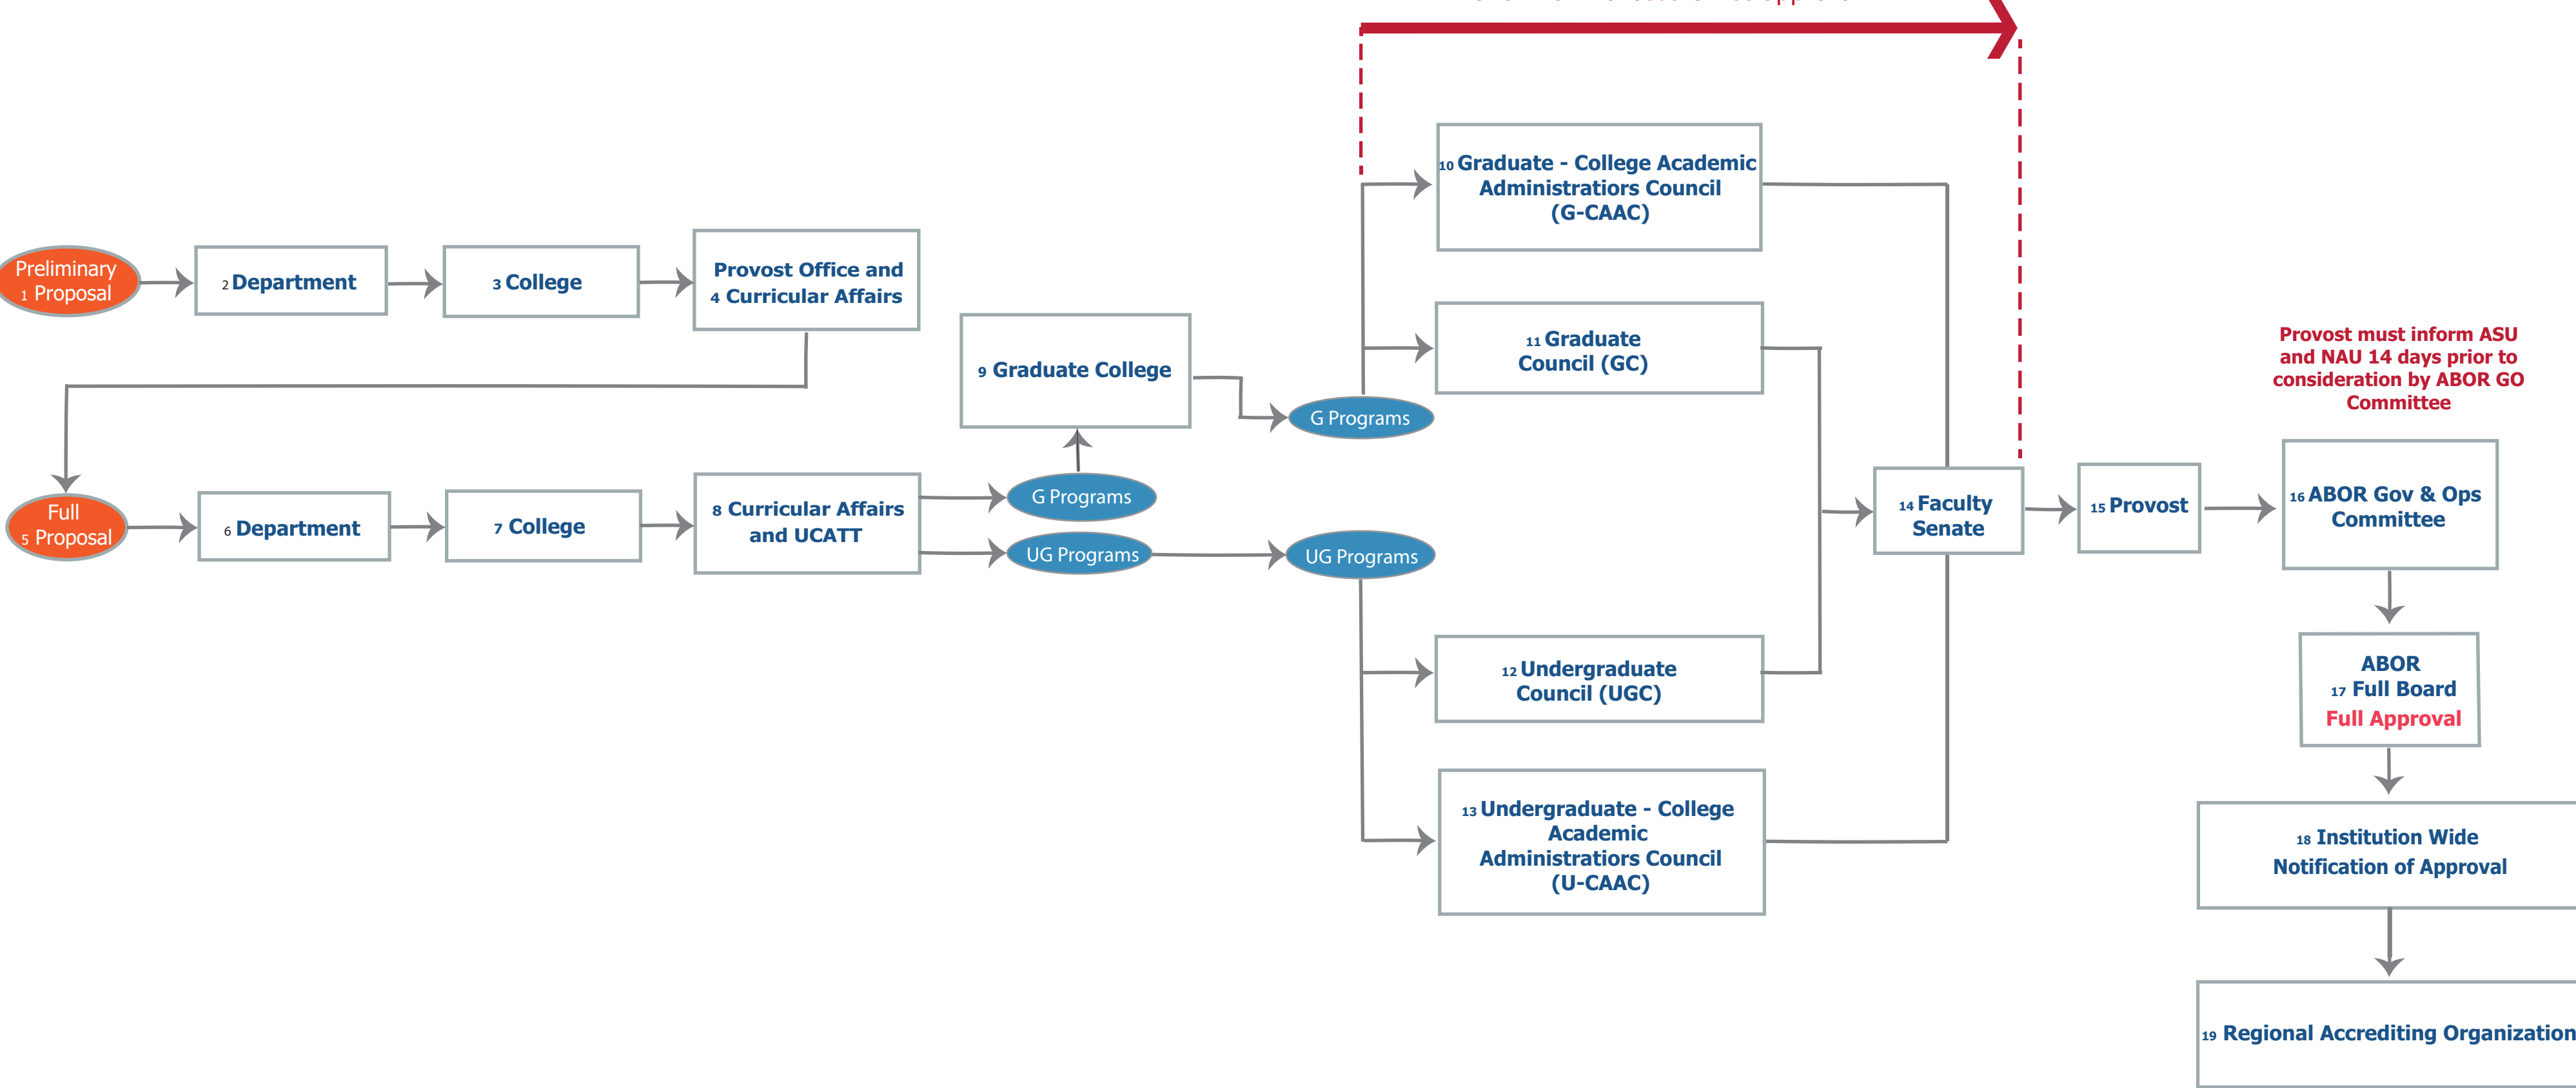 Preliminary
1 Proposal
2 Department
3 College
Provost Office and
4 Curricular Affairs
Full
5 Proposal
6 Department
7 College
8 Curricular Affairs
and UCATT
G Programs
UG Programs
9 Graduate College
G Programs
UG Programs
10 Graduate - College Academic
Administratiors Council
(G-CAAC)
11 Graduate
Council (GC)
12 Undergraduate
Council (UGC)
13 Undergraduate - College
Academic
Administratiors Council
(U-CAAC)
14 Faculty
Senate
15 Provost
Provost must inform ASU
and NAU 14 days prior to
consideration by ABOR GO
Committee
16 ABOR Gov & Ops
Committee
ABOR
17 Full Board
Full Approval
18 Institution Wide
Notification of Approval
19 Regional Accrediting Organization